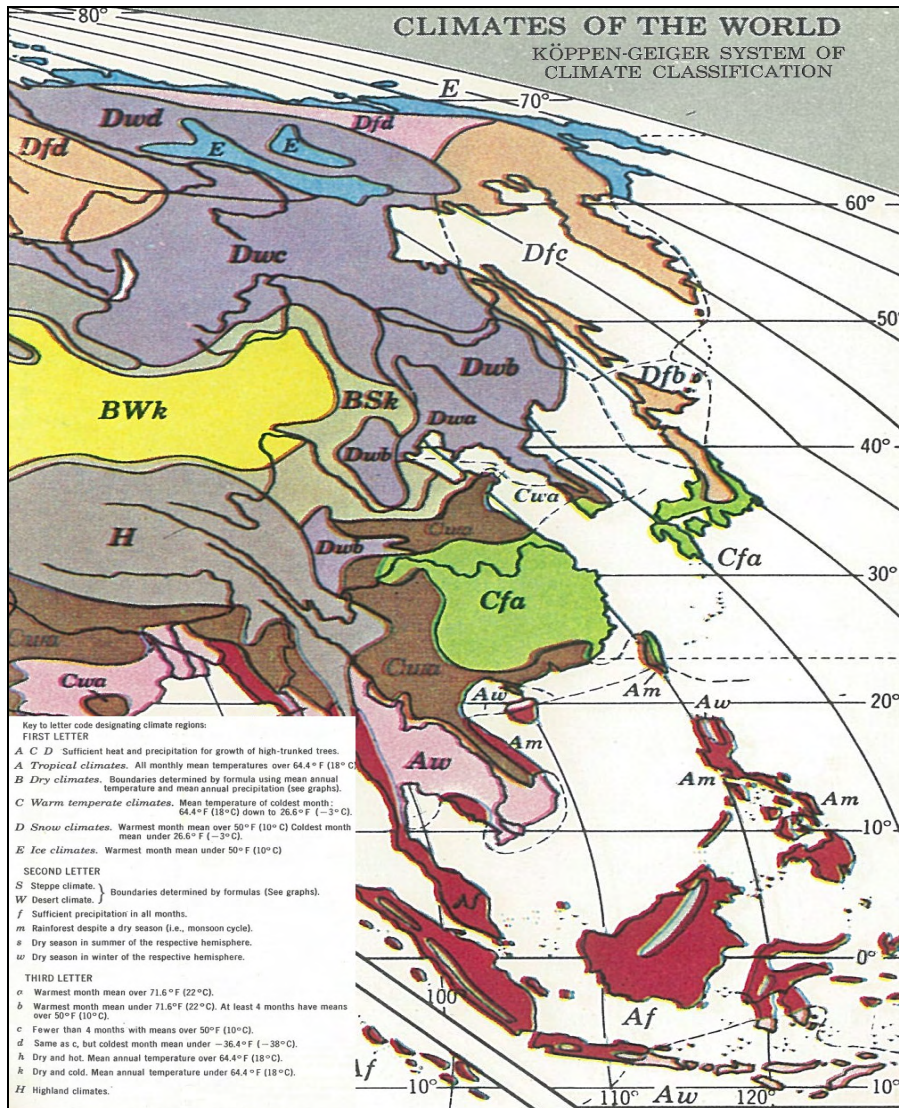 CLIMATES OF THE WORLD
KÖPPEN-GEIGER SYSTEM OF
CLIMATE CLASSIFICATION
80°
E
70°
Dwd
Dfd
Dfd
E
E
60°
Dwc
Dfc
50°
Dwb
Dfb
BWk
BSk
Dwa
Dwb
40°
Cwa
H
Cwa
Dwb
Cfa
30°
Cfa
Cwa
Cwa
Cwa
Am
Aw
Aw
20°
Am
Aw
Am
Am
10°
Af
0°
100°
Af
Af
10°
110°
Aw
120°
10°
Key to letter code designating climate regions:
FIRST LETTER
A C D Sufficient heat and precipitation for growth of high-trunked trees.
A Tropical climates. All monthly mean temperatures over 64.4°F (18°C)
B Dry climates. Boundaries determined by formula using mean annual
temperature and mean annual precipitation (see graphs).
C Warm temperate climates. Mean temperature of coldest month:
64.4°F (18°C) down to 26.6°F (−3°C).
D Snow climates. Warmest month mean over 50°F (10°C) Coldest month
mean under 26.6°F (−3°C).
E Ice climates. Warmest month mean under 50°F (10°C)
SECOND LETTER
S Steppe climate.
W Desert climate. } Boundaries determined by formulas (See graphs).
f Sufficient precipitation in all months.
m Rainforest despite a dry season (i.e., monsoon cycle).
s Dry season in summer of the respective hemisphere.
w Dry season in winter of the respective hemisphere.
THIRD LETTER
a Warmest month mean over 71.6°F (22°C).
b Warmest month mean under 71.6°F (22°C). At least 4 months have means
over 50°F (10°C).
c Fewer than 4 months with means over 50°F (10°C).
d Same as c, but coldest month mean under −36.4°F (−38°C).
h Dry and hot. Mean annual temperature over 64.4°F (18°C).
k Dry and cold. Mean annual temperature under 64.4°F (18°C).
H Highland climates.